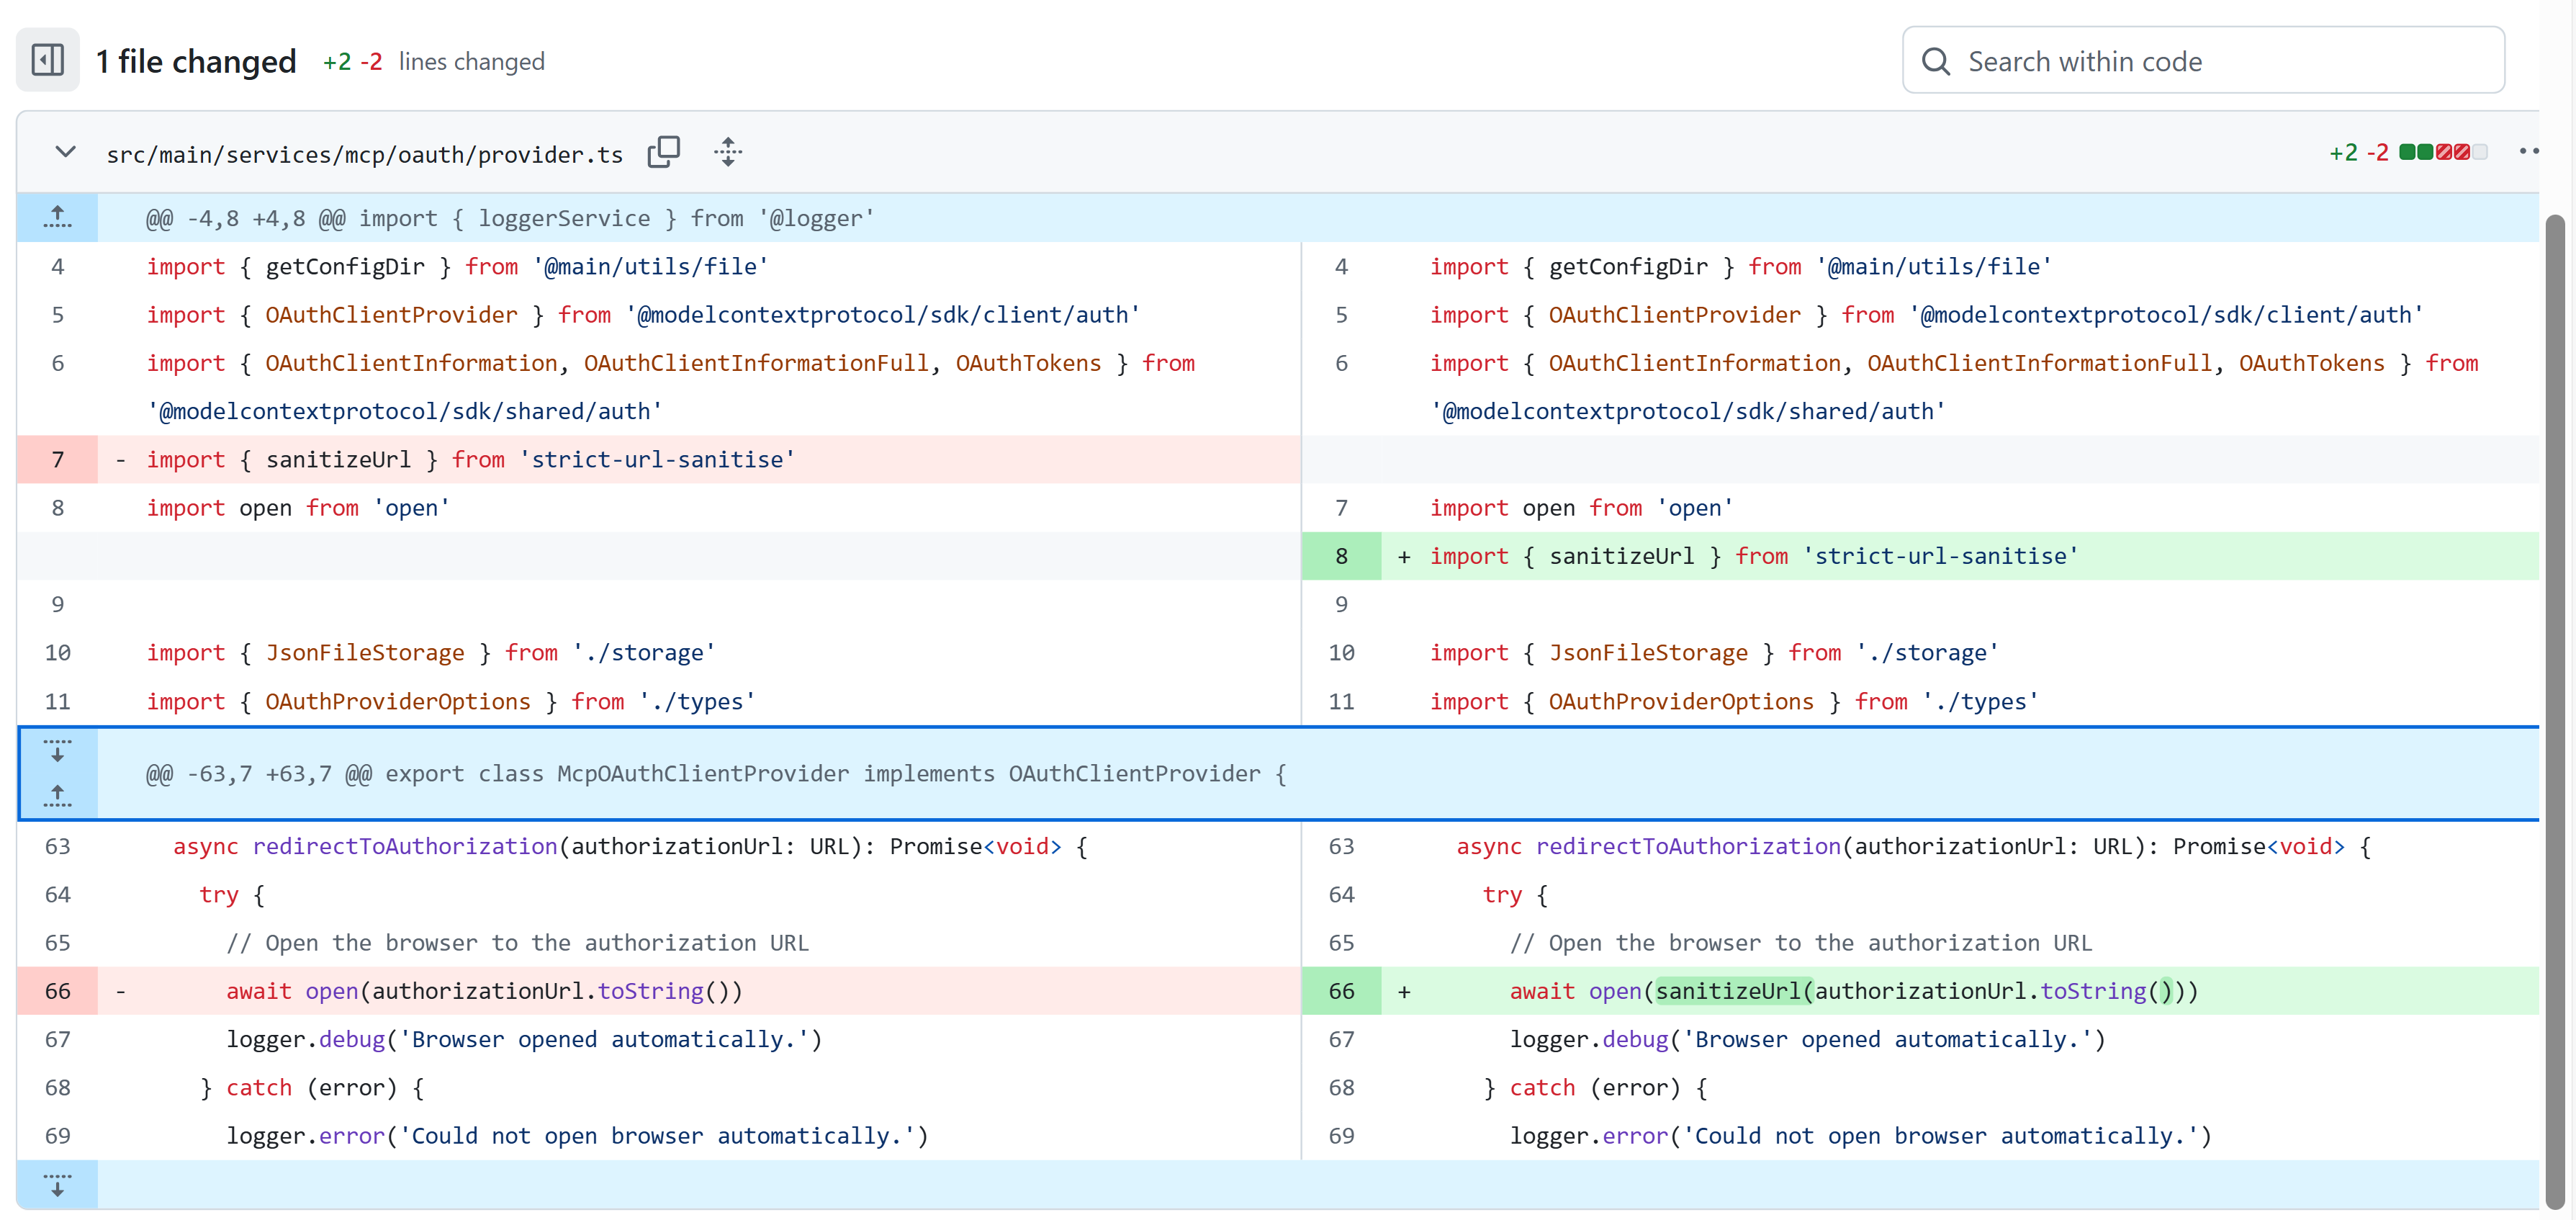 1 file changed +2 -2 lines changed
Search within code
src/main/services/mcp/oauth/provider.ts
+2 -2
@@ -4,8 +4,8 @@ import { loggerService } from '@logger'
4 import { getConfigDir } from '@main/utils/file'
5 import { OAuthClientProvider } from '@modelcontextprotocol/sdk/client/auth'
6 import { OAuthClientInformation, OAuthClientInformationFull, OAuthTokens } from
'@modelcontextprotocol/sdk/shared/auth'
7 - import { sanitizeUrl } from 'strict-url-sanitise'
8 import open from 'open'
9
10 import { JsonFileStorage } from './storage'
11 import { OAuthProviderOptions } from './types'
4 import { getConfigDir } from '@main/utils/file'
5 import { OAuthClientProvider } from '@modelcontextprotocol/sdk/client/auth'
6 import { OAuthClientInformation, OAuthClientInformationFull, OAuthTokens } from
'@modelcontextprotocol/sdk/shared/auth'
7 import open from 'open'
8 + import { sanitizeUrl } from 'strict-url-sanitise'
9
10 import { JsonFileStorage } from './storage'
11 import { OAuthProviderOptions } from './types'
@@ -63,7 +63,7 @@ export class McpOAuthClientProvider implements OAuthClientProvider {
63 async redirectToAuthorization(authorizationUrl: URL): Promise<void> {
64 try {
65 // Open the browser to the authorization URL
66 - await open(authorizationUrl.toString())
67 logger.debug('Browser opened automatically.')
68 } catch (error) {
69 logger.error('Could not open browser automatically.')
63 async redirectToAuthorization(authorizationUrl: URL): Promise<void> {
64 try {
65 // Open the browser to the authorization URL
66 + await open(sanitizeUrl(authorizationUrl.toString()))
67 logger.debug('Browser opened automatically.')
68 } catch (error) {
69 logger.error('Could not open browser automatically.')